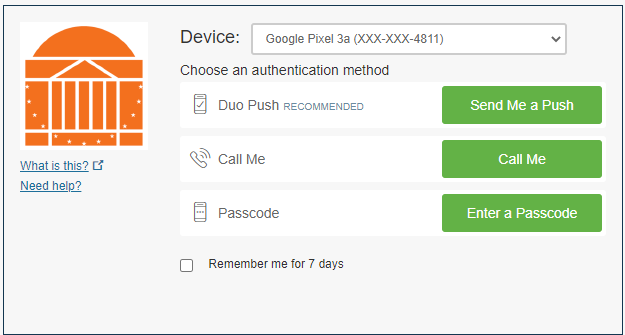 Device: Google Pixel 3a (XXX-XXX-4811)
Choose an authentication method
Duo Push RECOMMENDED Send Me a Push
Call Me Call Me
Passcode Enter a Passcode
What is this?
Need help?
Remember me for 7 days